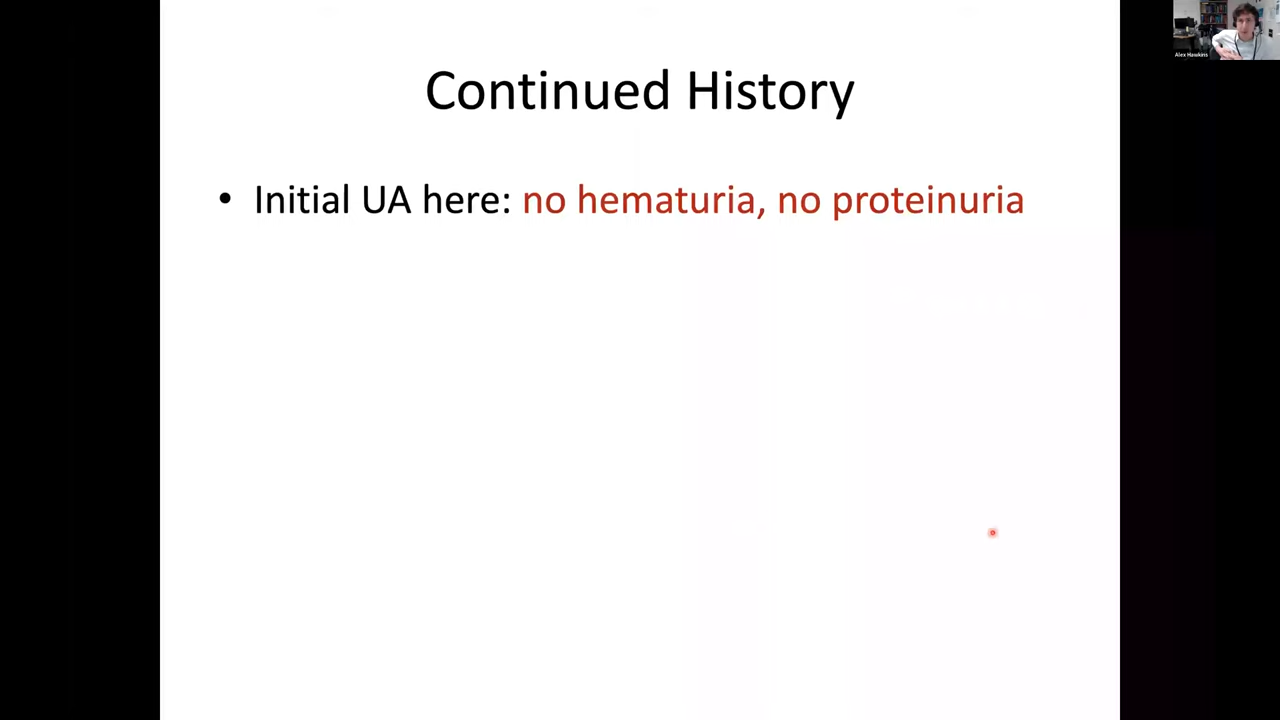 Alex Hawkins
Continued History
• Initial UA here: no hematuria, no proteinuria